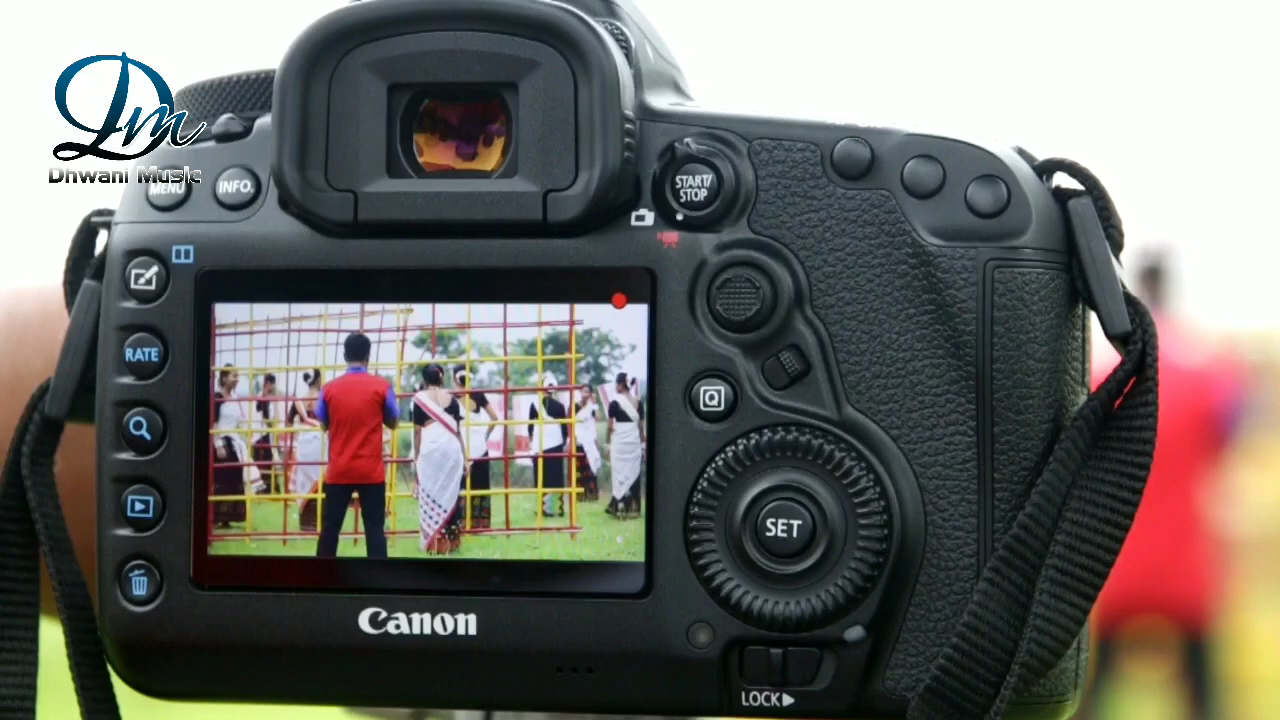 Dm
Dhwani Music
MENU
INFO.
START/
STOP
RATE
Q
SET
Canon
LOCK